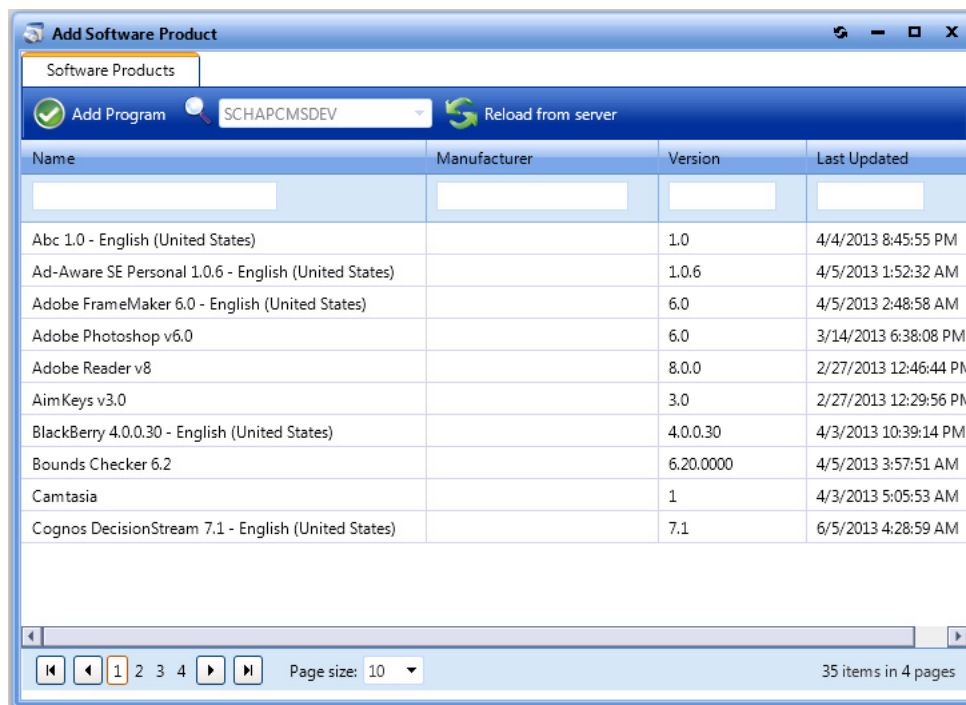 Add Software Product
Software Products
Add Program SCHAPCMSDEV Reload from server
Name Manufacturer Version Last Updated
Abc 1.0 - English (United States) 1.0 4/4/2013 8:45:55 PM
Ad-Aware SE Personal 1.0.6 - English (United States) 1.0.6 4/5/2013 1:52:32 AM
Adobe FrameMaker 6.0 - English (United States) 6.0 4/5/2013 2:48:58 AM
Adobe Photoshop v6.0 6.0 3/14/2013 6:38:08 PM
Adobe Reader v8 8.0.0 2/27/2013 12:46:44 PM
AimKeys v3.0 3.0 2/27/2013 12:29:56 PM
BlackBerry 4.0.0.30 - English (United States) 4.0.0.30 4/3/2013 10:39:14 PM
Bounds Checker 6.2 6.20.0000 4/5/2013 3:57:51 AM
Camtasia 1 4/3/2013 5:05:53 AM
Cognos DecisionStream 7.1 - English (United States) 7.1 6/5/2013 4:28:59 AM
1 2 3 4 Page size: 10 35 items in 4 pages